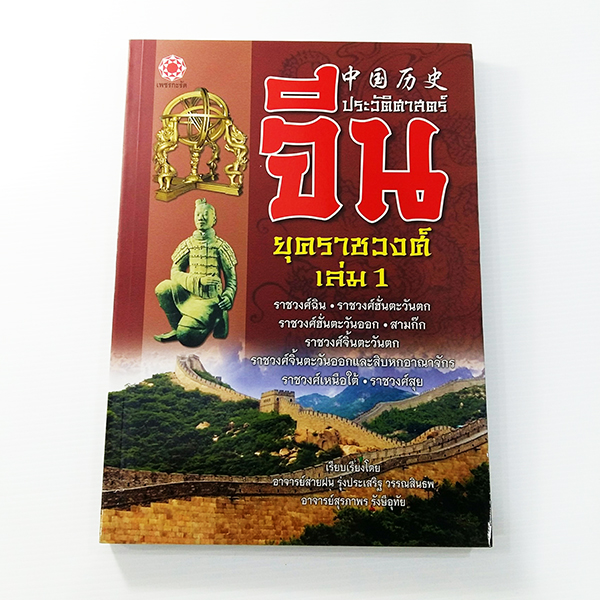 เพชรกะรัต
中国历史
ประวัติศาสตร์
จีน
ยุคราชวงศ์
เล่ม 1
ราชวงศ์ฉิน • ราชวงศ์ฮั่นตะวันตก
ราชวงศ์ฮั่นตะวันออก • สามก๊ก
ราชวงศ์จิ้นตะวันตก
ราชวงศ์จิ้นตะวันออกและสิบหกอาณาจักร
ราชวงศ์เหนือใต้ • ราชวงศ์สุย
เรียบเรียงโดย
อาจารย์สายฝน รุ่งประเสริฐ วรรณสินธพ
อาจารย์สุรภาพร รังษีอุทัย